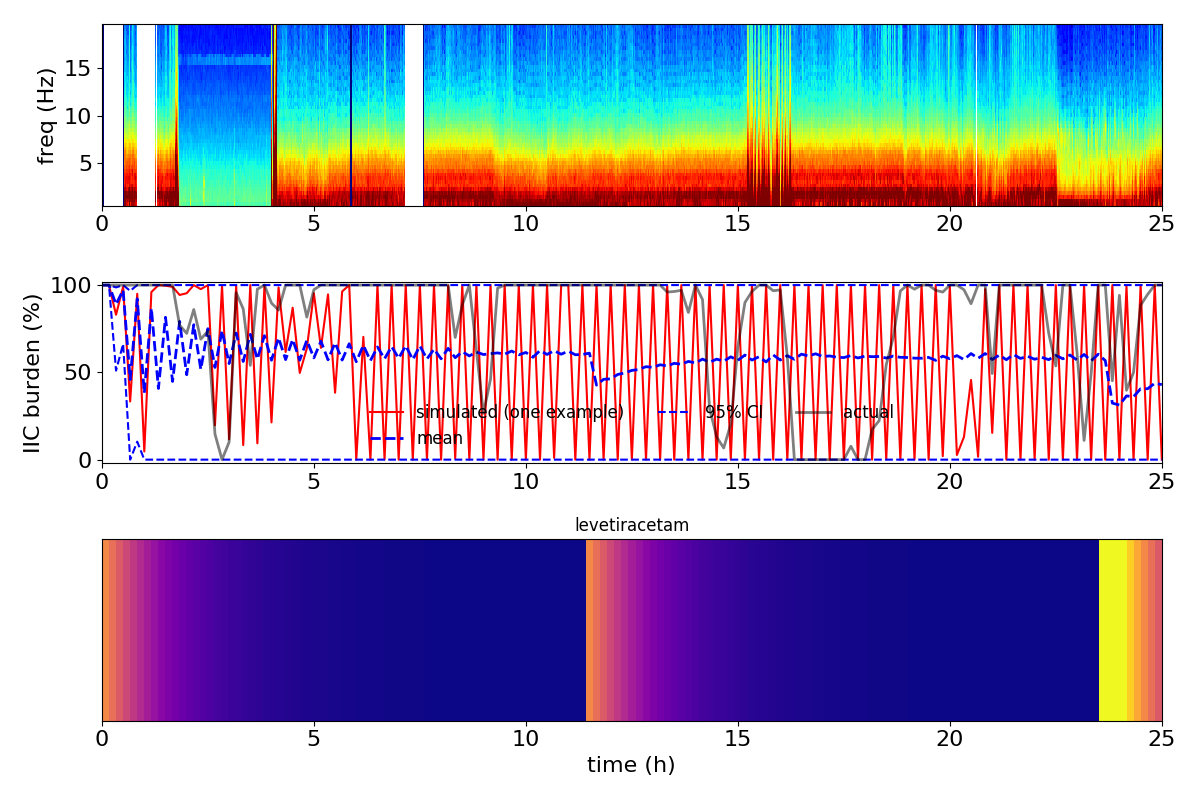 freq (Hz)
15
10
5
0 5 10 15 20 25
IIC burden (%)
100
50
0
simulated (one example) 95% CI actual
mean
0 5 10 15 20 25
levetiracetam
0 5 10 15 20 25
time (h)